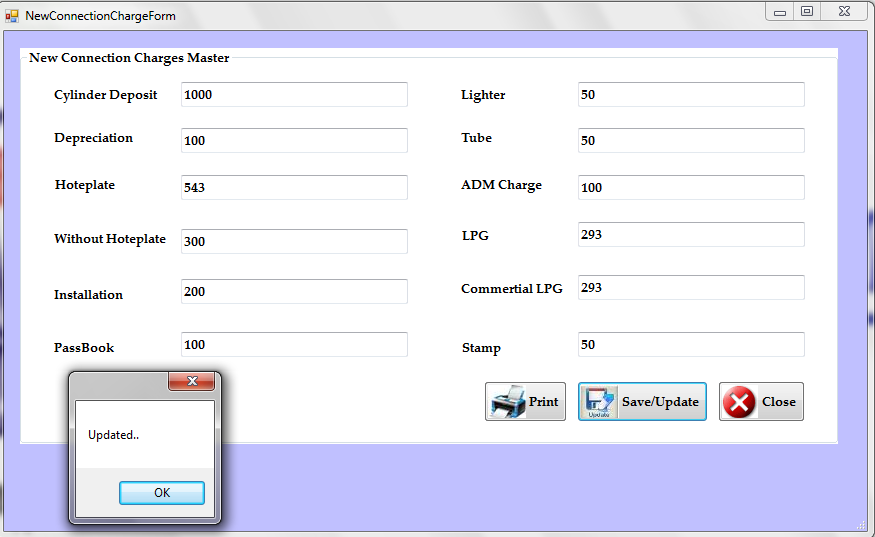 NewConnectionChargeForm
New Connection Charges Master
Cylinder Deposit 1000 Lighter 50
Depreciation 100 Tube 50
Hoteplate 543 ADM Charge 100
Without Hoteplate 300 LPG 293
Installation 200 Commertial LPG 293
PassBook 100 Stamp 50
Print Update Save/Update Close
Updated..
OK